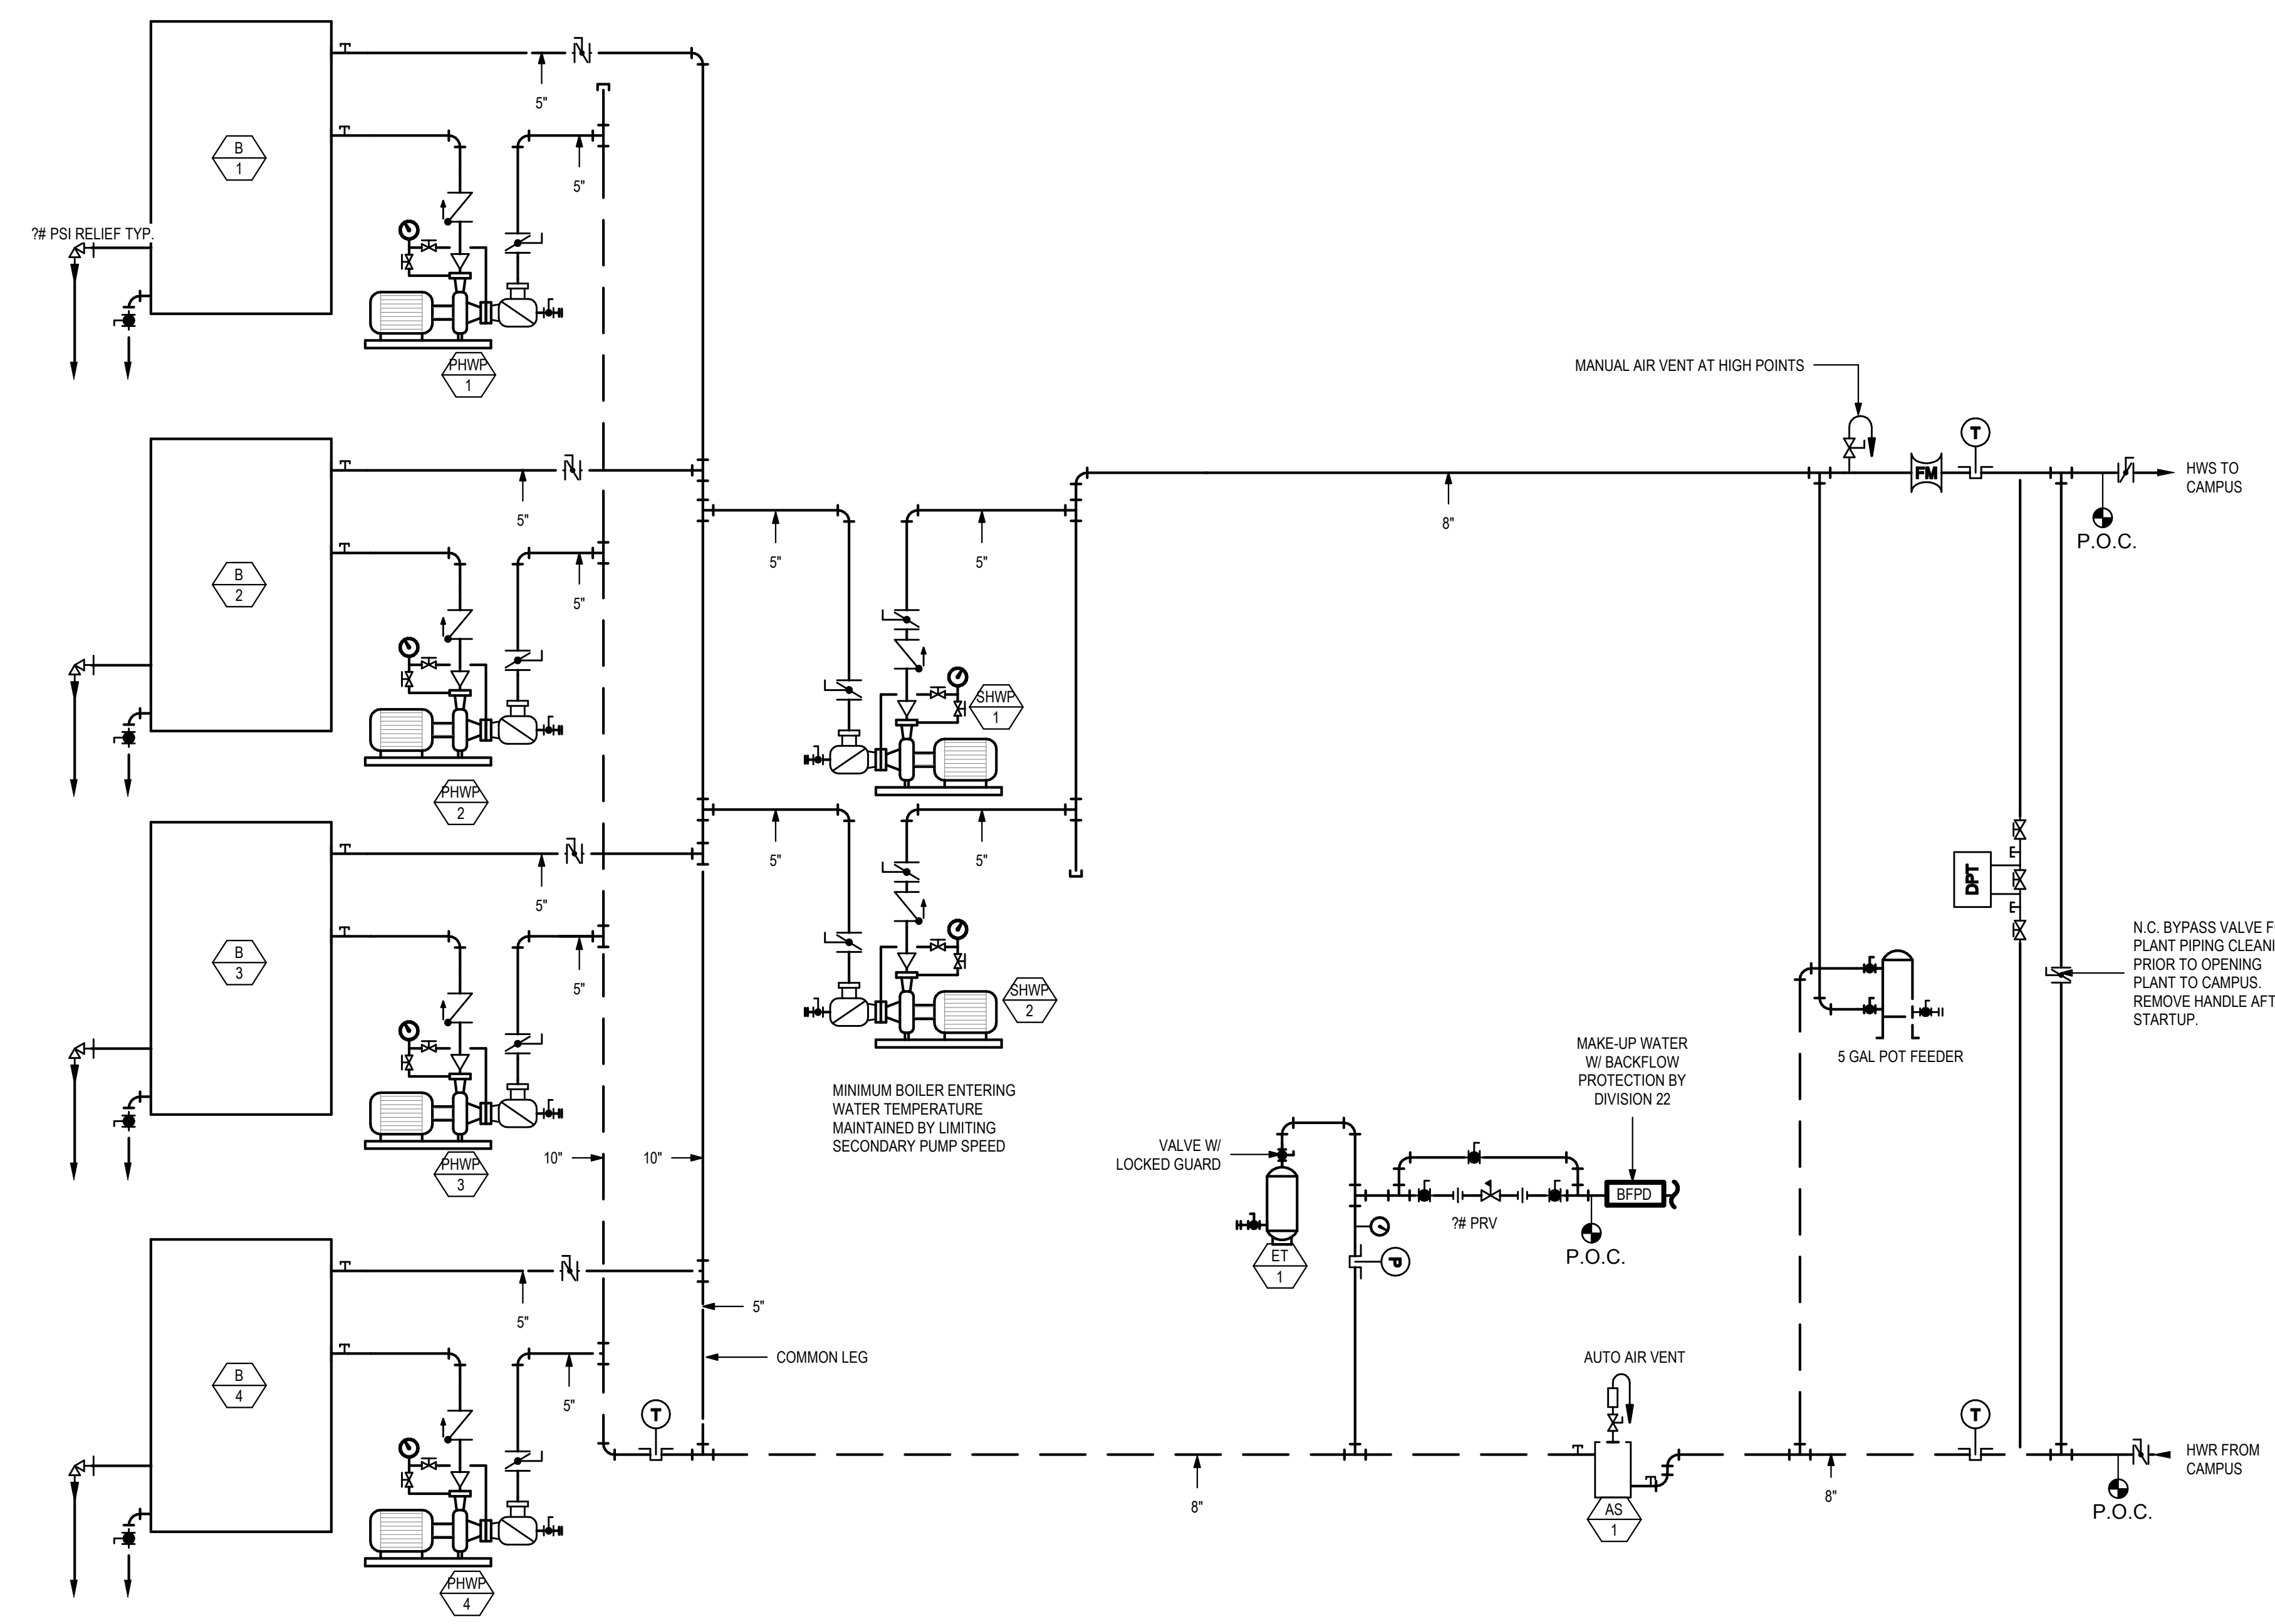 5"
B
1
5"
?# PSI RELIEF TYP.
PHWP
1
MANUAL AIR VENT AT HIGH POINTS
T
FM
HWS TO
CAMPUS
P.O.C.
8"
5"
B
2
5"
5"
5"
SHWP
1
PHWP
2
5"
5"
5"
B
3
5"
DPT
SHWP
2
N.C. BYPASS VALVE F
PLANT PIPING CLEANI
PRIOR TO OPENING
PLANT TO CAMPUS.
REMOVE HANDLE AFT
STARTUP.
5 GAL POT FEEDER
MINIMUM BOILER ENTERING
WATER TEMPERATURE
MAINTAINED BY LIMITING
SECONDARY PUMP SPEED
MAKE-UP WATER
W/ BACKFLOW
PROTECTION BY
DIVISION 22
PHWP
3
10"
10"
VALVE W/
LOCKED GUARD
BFPD
?# PRV
P.O.C.
ET
1
P
5"
5"
COMMON LEG
B
4
5"
AUTO AIR VENT
T
T
HWR FROM
CAMPUS
8"
8"
P.O.C.
AS
1
PHWP
4